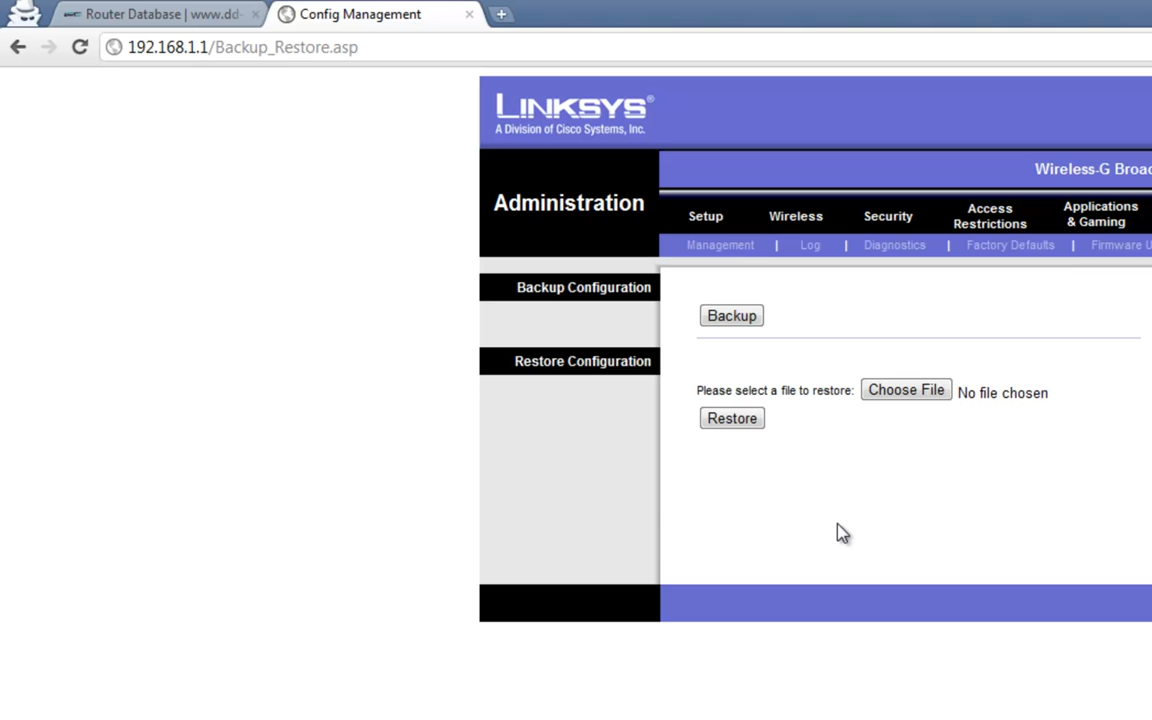 Router Database | www.dd-
Config Management
192.168.1.1/Backup_Restore.asp
LINKSYS®
A Division of Cisco Systems, Inc.
Wireless-G Broad
Administration
Setup
Wireless
Security
Access
Restrictions
Applications
& Gaming
Management | Log | Diagnostics | Factory Defaults | Firmware U
Backup Configuration
Backup
Restore Configuration
Please select a file to restore: Choose File No file chosen
Restore